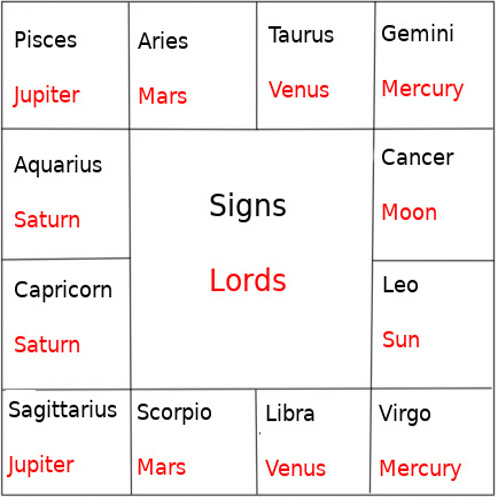 Pisces
Jupiter
Aries
Mars
Taurus
Venus
Gemini
Mercury
Aquarius
Saturn
Signs
Lords
Cancer
Moon
Capricorn
Saturn
Leo
Sun
Sagittarius
Jupiter
Scorpio
Mars
Libra
Venus
Virgo
Mercury